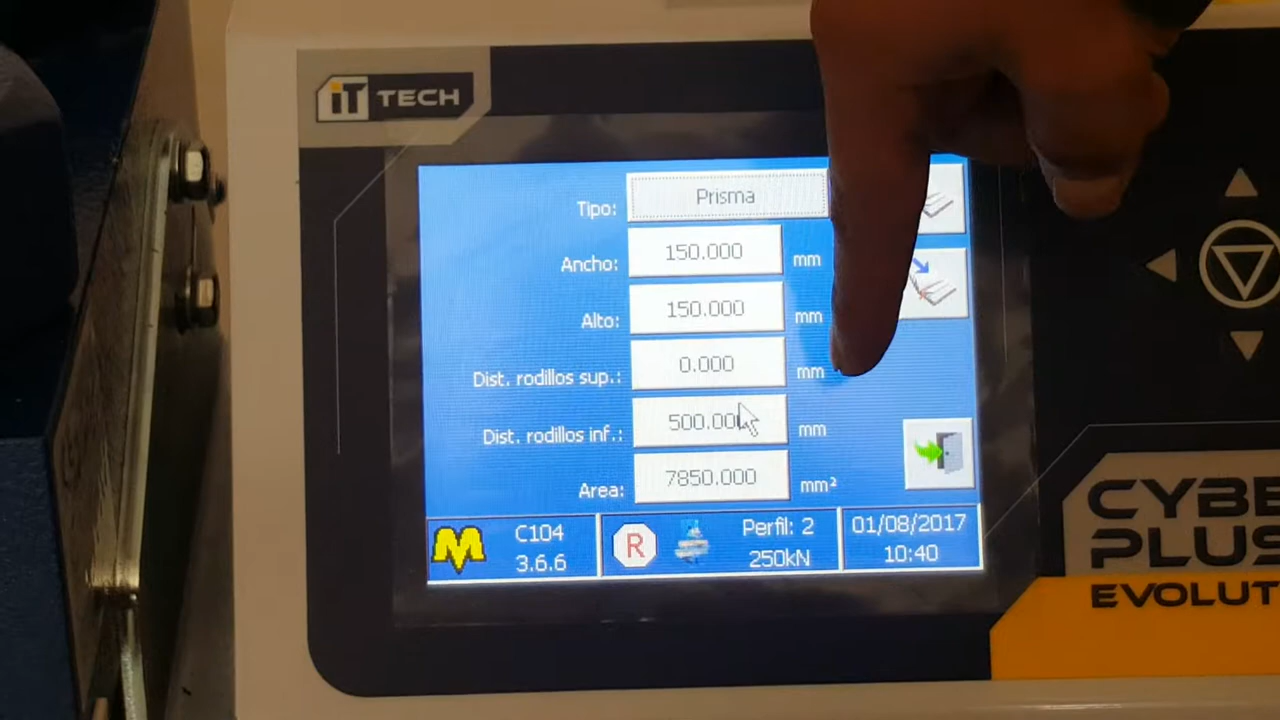 iT TECH
Tipo: Prisma
Ancho: 150.000 mm
Alto: 150.000 mm
Dist. rodillos sup.: 0.000 mm
Dist. rodillos inf.: 500.000 mm
Area: 7850.000 mm²
C104 R Perfil: 2 01/08/2017
3.6.6 250kN 10:40
CYBE
PLUS
EVOLUT